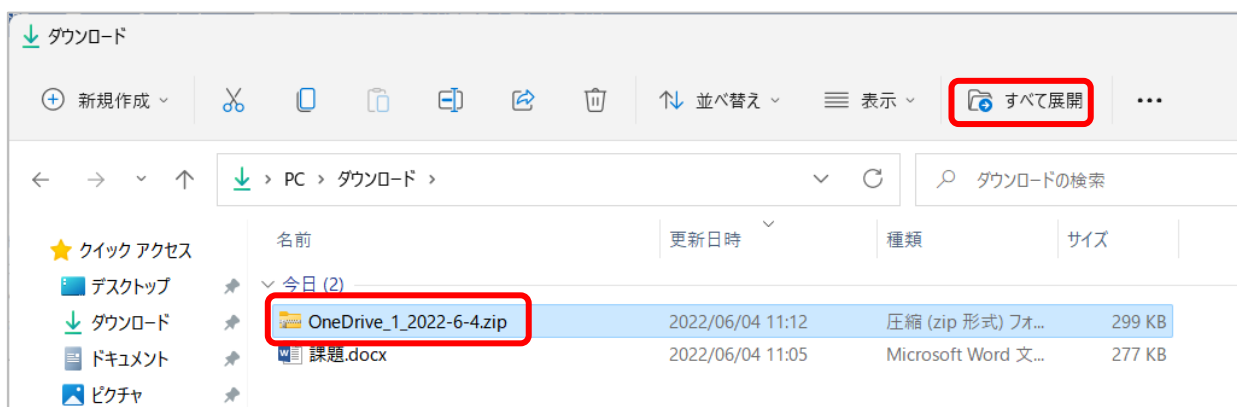 ダウンロード
新規作成 並べ替え 表示 すべて展開
PC > ダウンロード > ダウンロードの検索
クイック アクセス 名前 更新日時 種類 サイズ
デスクトップ 今日 (2)
ダウンロード OneDrive_1_2022-6-4.zip 2022/06/04 11:12 圧縮 (zip 形式) フォ... 299 KB
ドキュメント 課題.docx 2022/06/04 11:05 Microsoft Word 文... 277 KB
ピクチャ